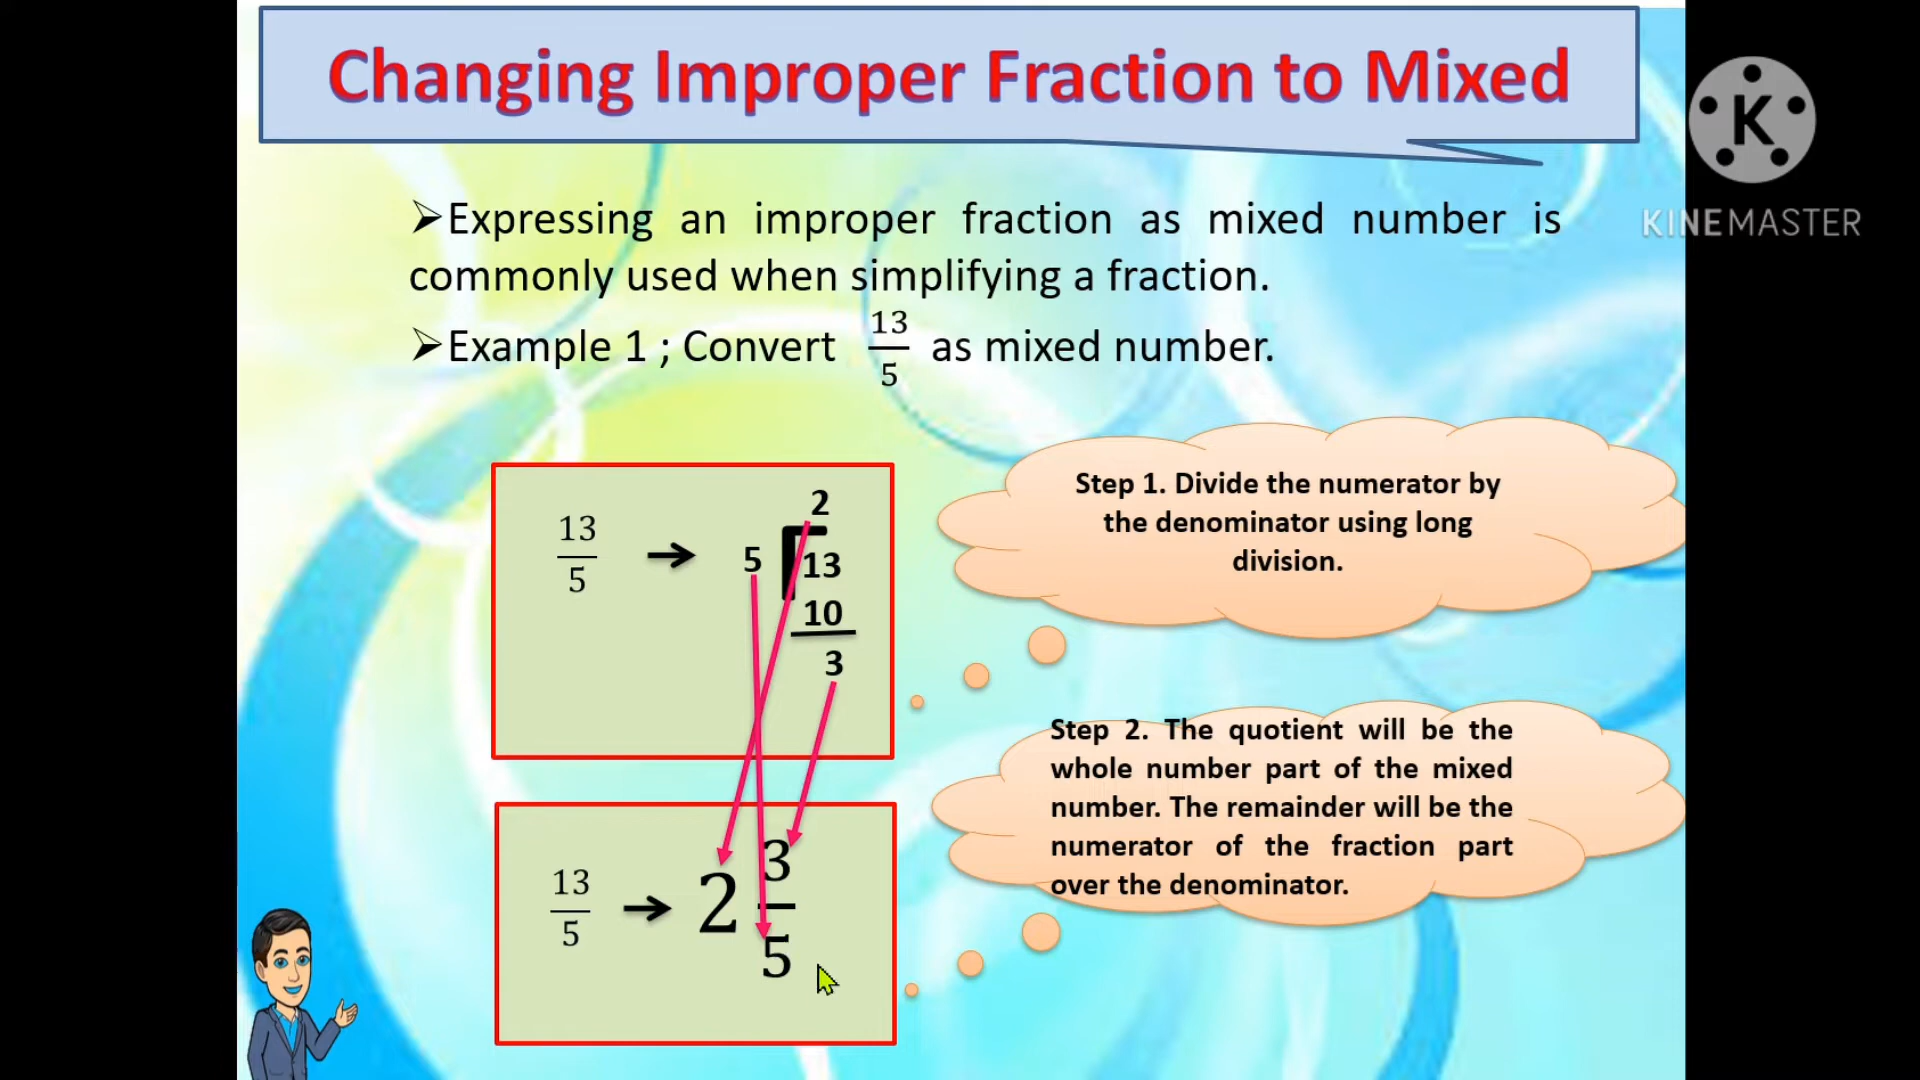 Changing Improper Fraction to Mixed
K
KINEMASTER
➢Expressing an improper fraction as mixed number is
commonly used when simplifying a fraction.
➢Example 1 ; Convert 13/5 as mixed number.
2
13/5 → 5 13
10
3
Step 1. Divide the numerator by
the denominator using long
division.
13/5 → 2 3/5
Step 2. The quotient will be the
whole number part of the mixed
number. The remainder will be the
numerator of the fraction part
over the denominator.